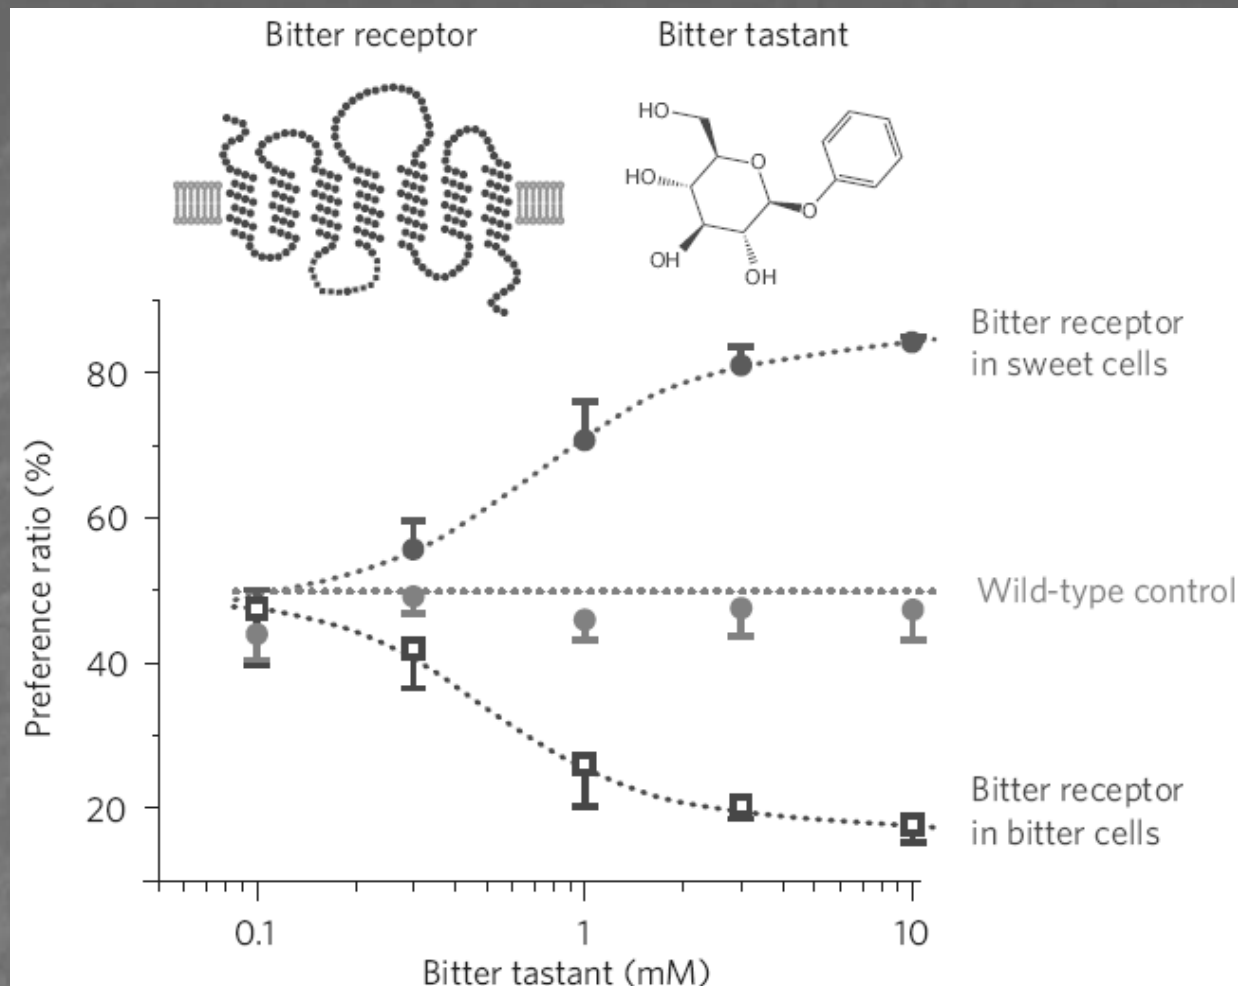 Bitter receptor
Bitter tastant
HO
O
HO
O
OH
OH
Bitter receptor
in sweet cells
80
60
Wild-type control
40
Bitter receptor
in bitter cells
20
Preference ratio (%)
0.1
1
10
Bitter tastant (mM)